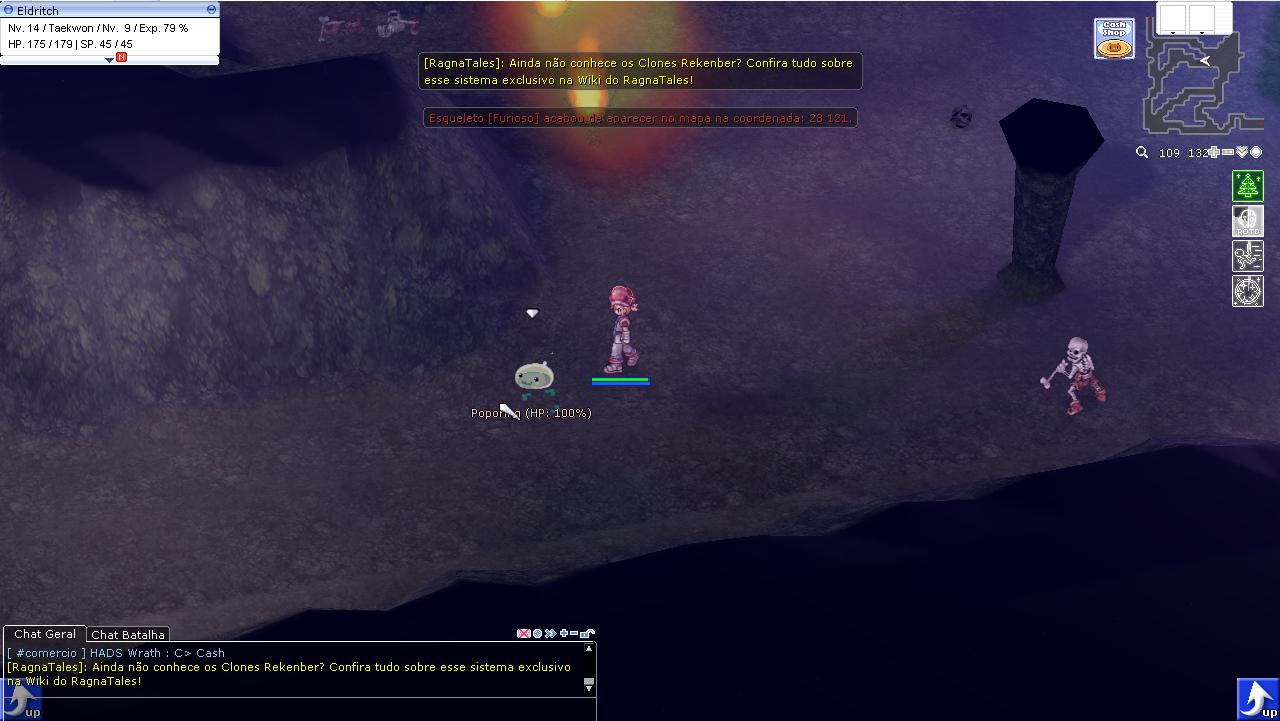 Eldritch
Nv. 14 / Taekwon / Nv. 9 / Exp. 79 %
HP. 175 / 179 | SP. 45 / 45
N
[RagnaTales]: Ainda não conhece os Clones Rekenber? Confira tudo sobre
esse sistema exclusivo na Wiki do RagnaTales!
Esqueleto [Furioso] acabou de aparecer no mapa na coordenada: 28 121.
Cash
Shop
109 132
ROTD
Poporing (HP: 100%)
Chat Geral
Chat Batalha
[ #comercio ] HADS Wrath : C> Cash
[RagnaTales]: Ainda não conhece os Clones Rekenber? Confira tudo sobre esse sistema exclusivo
na Wiki do RagnaTales!
up
up